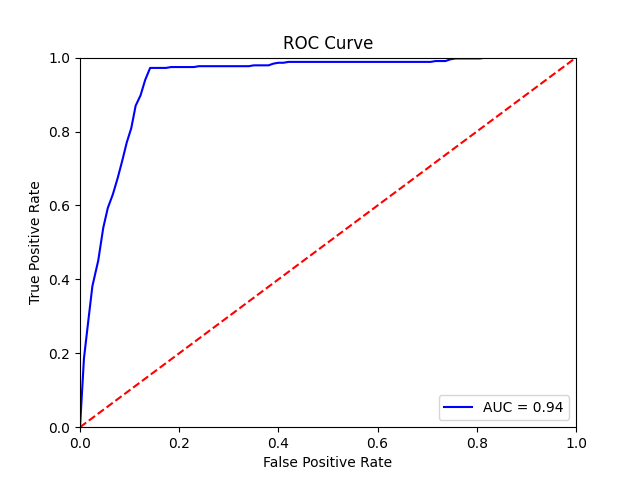 ROC Curve
1.0
0.8
0.6
0.4
0.2
0.0
True Positive Rate
0.0 0.2 0.4 0.6 0.8 1.0
False Positive Rate
AUC = 0.94